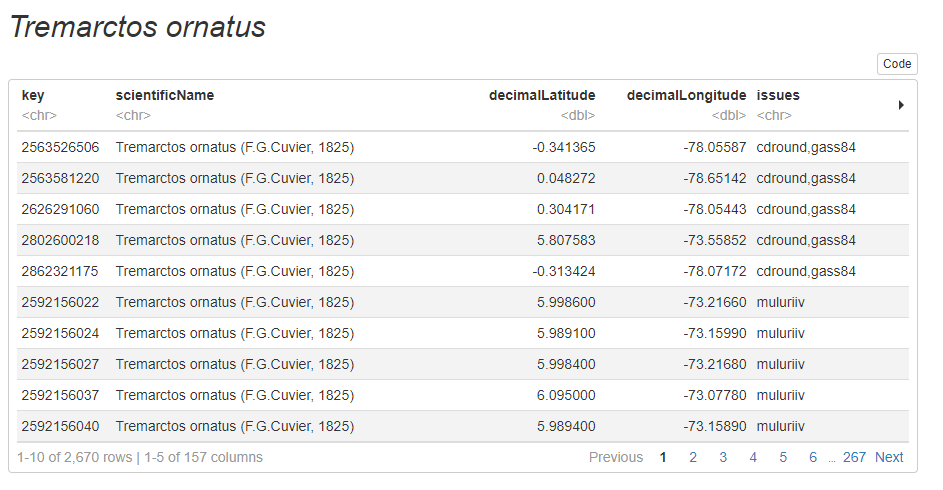 Tremarctos ornatus
Code
key scientificName decimalLatitude decimalLongitude issues
<chr> <chr> <dbl> <dbl> <chr>
2563526506 Tremarctos ornatus (F.G.Cuvier, 1825) -0.341365 -78.05587 cdround,gass84
2563581220 Tremarctos ornatus (F.G.Cuvier, 1825) 0.048272 -78.65142 cdround,gass84
2626291060 Tremarctos ornatus (F.G.Cuvier, 1825) 0.304171 -78.05443 cdround,gass84
2802600218 Tremarctos ornatus (F.G.Cuvier, 1825) 5.807583 -73.55852 cdround,gass84
2862321175 Tremarctos ornatus (F.G.Cuvier, 1825) -0.313424 -78.07172 cdround,gass84
2592156022 Tremarctos ornatus (F.G.Cuvier, 1825) 5.998600 -73.21660 muluriiv
2592156024 Tremarctos ornatus (F.G.Cuvier, 1825) 5.989100 -73.15990 muluriiv
2592156027 Tremarctos ornatus (F.G.Cuvier, 1825) 5.998400 -73.21680 muluriiv
2592156037 Tremarctos ornatus (F.G.Cuvier, 1825) 6.095000 -73.07780 muluriiv
2592156040 Tremarctos ornatus (F.G.Cuvier, 1825) 5.989400 -73.15890 muluriiv
1-10 of 2,670 rows | 1-5 of 157 columns Previous 1 2 3 4 5 6 ... 267 Next